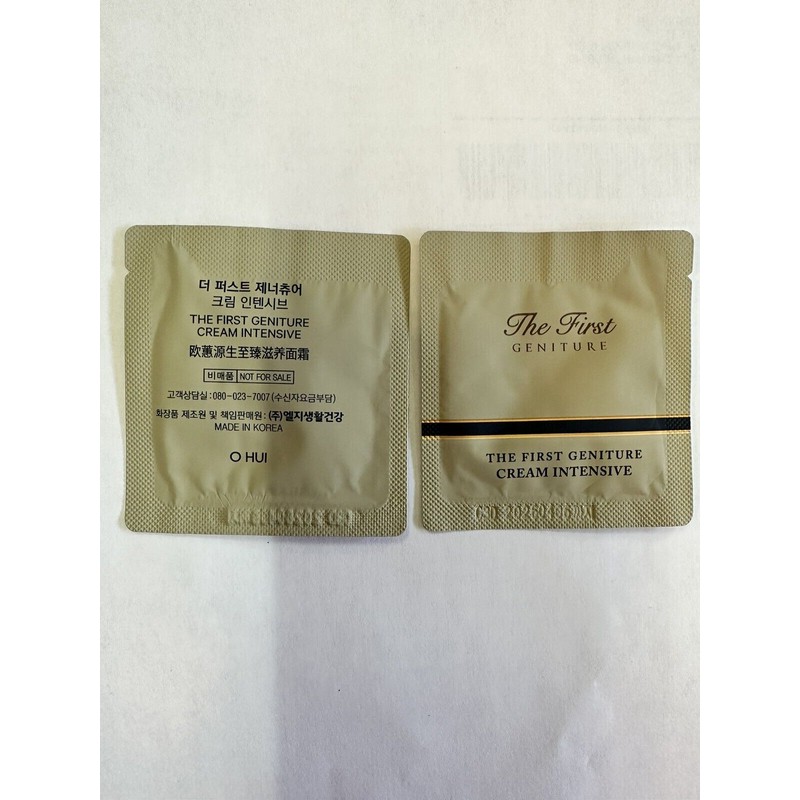 더 퍼스트 제너츄어
크림 인텐시브
THE FIRST GENITURE
CREAM INTENSIVE
欧蕙源生至臻滋养面霜
비매품 NOT FOR SALE
고객상담실 : 080-023-7007 (수신자요금부담)
화장품 제조원 및 책임판매원 : (주)엘지생활건강
MADE IN KOREA
O HUI
The First
GENITURE
THE FIRST GENITURE
CREAM INTENSIVE